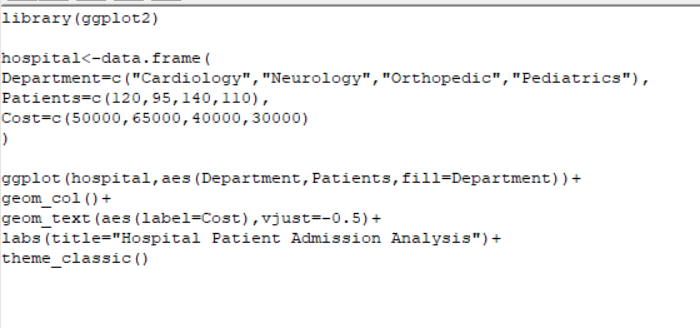 library(ggplot2)
hospital<-data.frame(
Department=c("Cardiology","Neurology","Orthopedic","Pediatrics"),
Patients=c(120,95,140,110),
Cost=c(50000,65000,40000,30000)
)
ggplot(hospital,aes(Department,Patients,fill=Department))+
geom_col()+
geom_text(aes(label=Cost),vjust=-0.5)+
labs(title="Hospital Patient Admission Analysis")+
theme_classic()